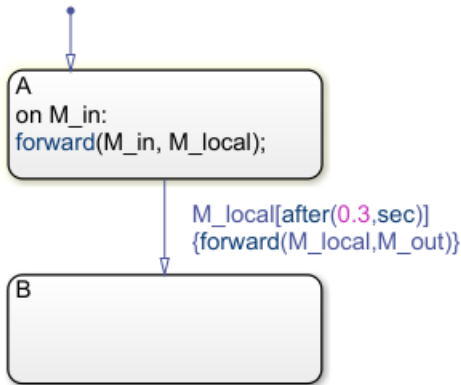 A
on M_in:
forward(M_in, M_local);
M_local[after(0.3,sec)]
{forward(M_local,M_out)}
B